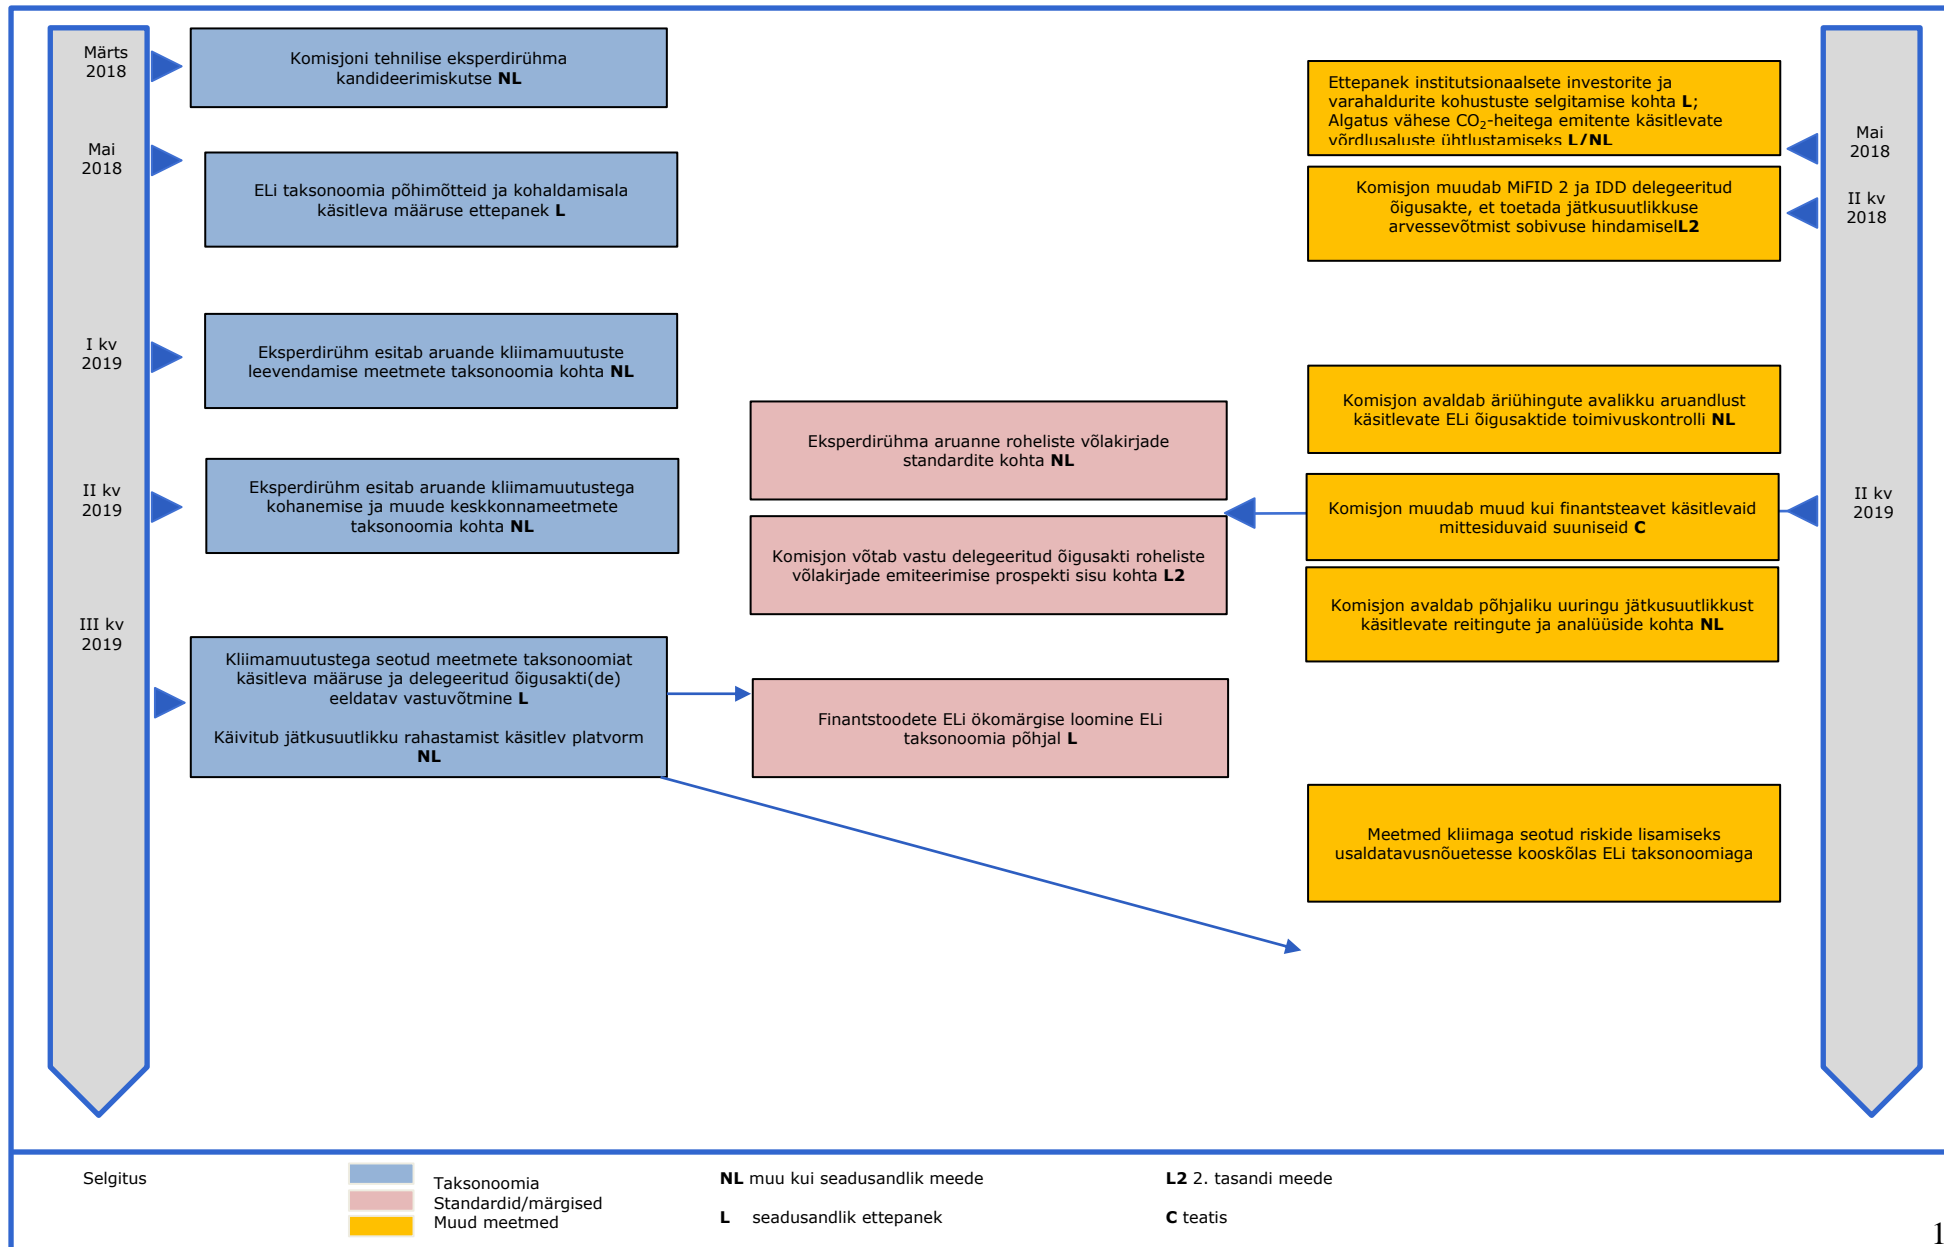 Märts
2018
Komisjoni tehnilise eksperdirühma
kandideerimiskutse NL
Mai
2018
ELi taksonoomia põhimõtteid ja kohaldamisala
käsitleva määruse ettepanek L
I kv
2019
Eksperdirühm esitab aruande kliimamuutuste
leevendamise meetmete taksonoomia kohta NL
II kv
2019
Eksperdirühm esitab aruande kliimamuutustega
kohanemise ja muude keskkonnameetmete
taksonoomia kohta NL
III kv
2019
Kliimamuutustega seotud meetmete taksonoomiat
käsitleva määruse ja delegeeritud õigusakti(de)
eeldatav vastuvõtmine L
Käivitub jätkusuutlikku rahastamist käsitlev platvorm
NL
Eksperdirühma aruanne roheliste võlakirjade
standardite kohta NL
Komisjon võtab vastu delegeeritud õigusakti roheliste
võlakirjade emiteerimise prospekti sisu kohta L2
Finantstoodete ELi ökomärgise loomine ELi
taksonoomia põhjal L
Ettepanek institutsionaalsete investorite ja
varahaldurite kohustuste selgitamise kohta L;
Algatus vähese CO₂-heitega emitente käsitlevate
võrdlusaluste ühtlustamiseks L/NL
Mai
2018
Komisjon muudab MiFID 2 ja IDD delegeeritud
õigusakte, et toetada jätkusuutlikkuse
arvessevõtmist sobivuse hindamiselL2
II kv
2018
Komisjon avaldab äriühingute avalikku aruandlust
käsitlevate ELi õigusaktide toimivuskontrolli NL
Komisjon muudab muud kui finantsteavet käsitlevaid
mittesiduvaid suuniseid C
II kv
2019
Komisjon avaldab põhjaliku uuringu jätkusuutlikkust
käsitlevate reitingute ja analüüside kohta NL
Meetmed kliimaga seotud riskide lisamiseks
usaldatavusnõuetesse kooskõlas ELi taksonoomiaga
Selgitus
Taksonoomia
Standardid/märgised
Muud meetmed
NL muu kui seadusandlik meede
L seadusandlik ettepanek
L2 2. tasandi meede
C teatis
1